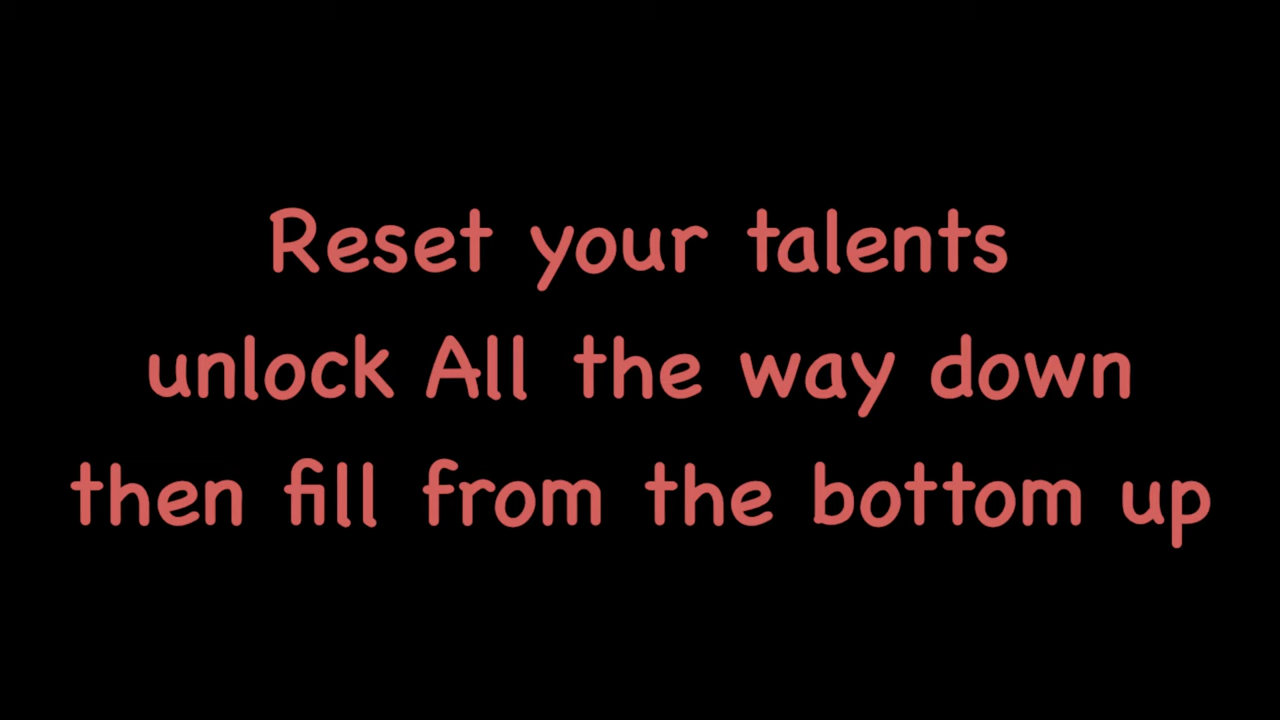 Reset your talents
unlock All the way down
then fill from the bottom up